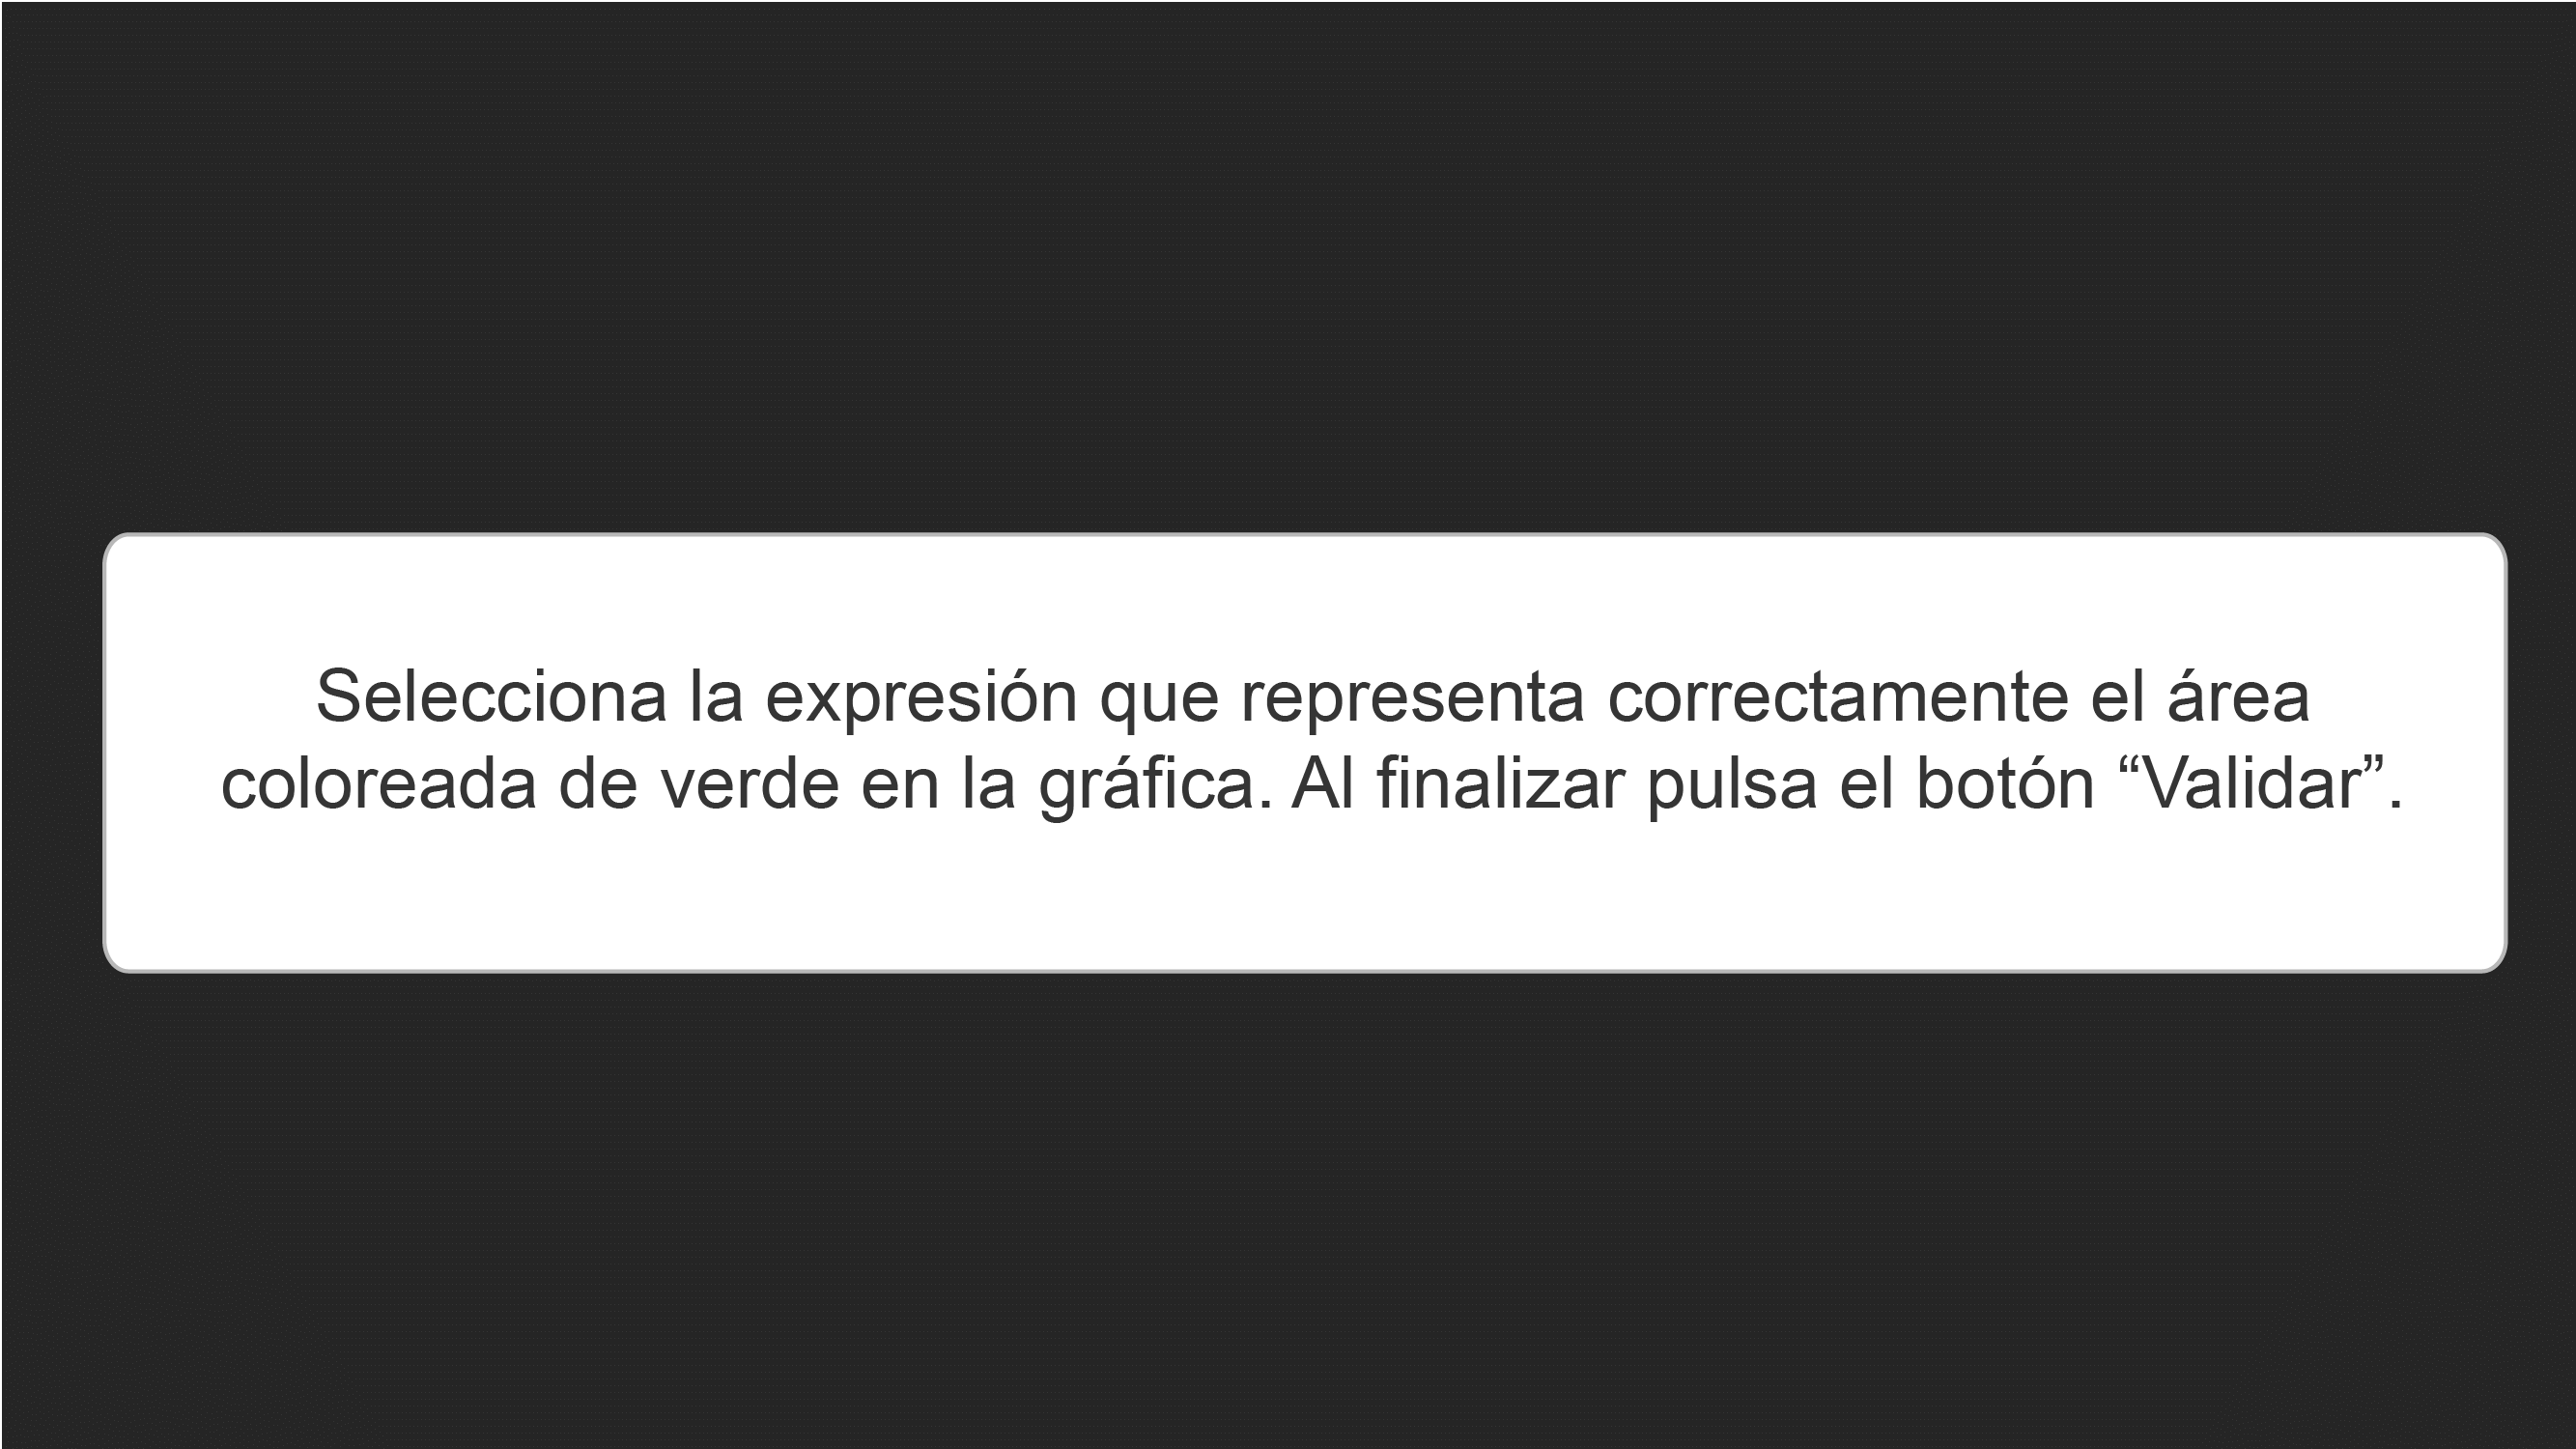 Selecciona la expresión que representa correctamente el área
coloreada de verde en la gráfica. Al finalizar pulsa el botón “Validar”.